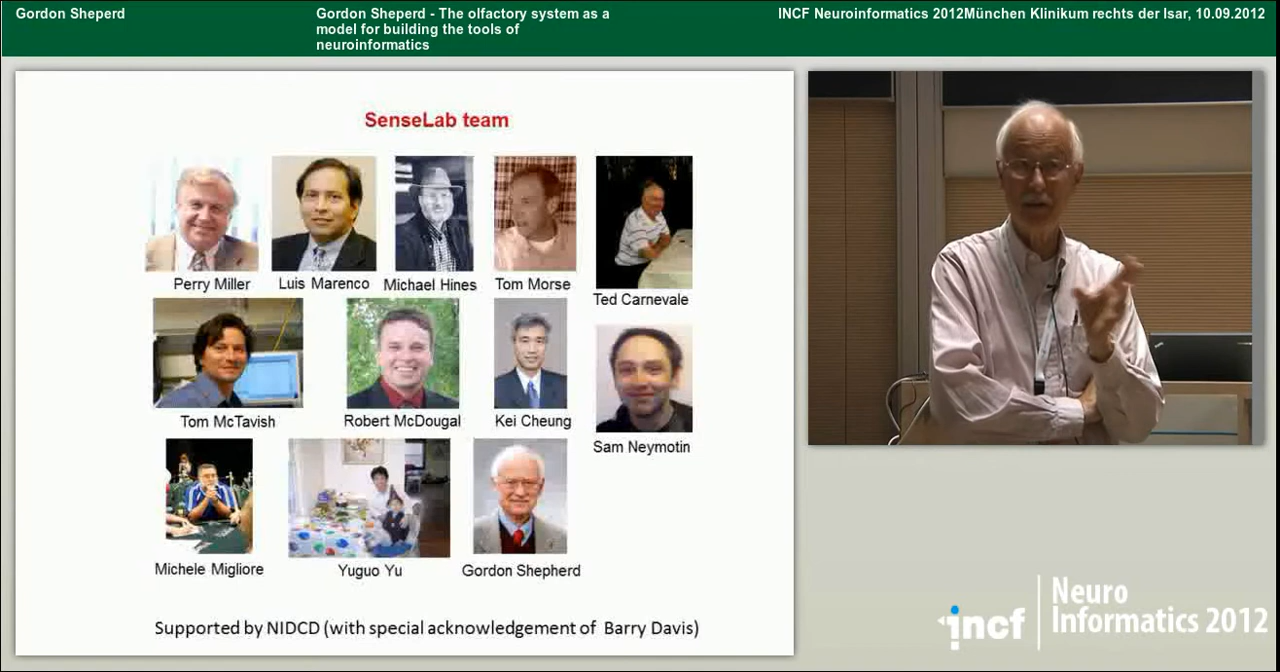 Gordon Sheperd
Gordon Sheperd - The olfactory system as a
model for building the tools of
neuroinformatics
INCF Neuroinformatics 2012München Klinikum rechts der Isar, 10.09.2012
SenseLab team
Perry Miller
Luis Marenco
Michael Hines
Tom Morse
Ted Carnevale
Tom McTavish
Robert McDougal
Kei Cheung
Sam Neymotin
Michele Migliore
Yuguo Yu
Gordon Shepherd
Supported by NIDCD (with special acknowledgement of Barry Davis)
incf
Neuro
Informatics 2012